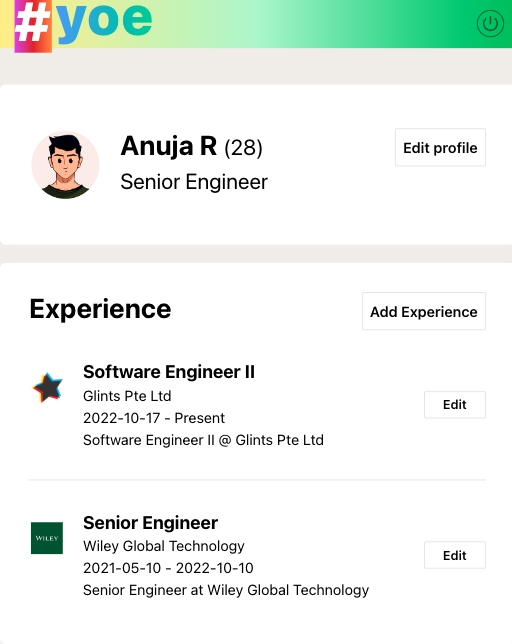 #yoe
Anuja R (28)
Edit profile
Senior Engineer
Experience
Add Experience
Software Engineer II
Glints Pte Ltd
2022-10-17 - Present
Edit
Software Engineer II @ Glints Pte Ltd
WILEY
Senior Engineer
Wiley Global Technology
2021-05-10 - 2022-10-10
Edit
Senior Engineer at Wiley Global Technology